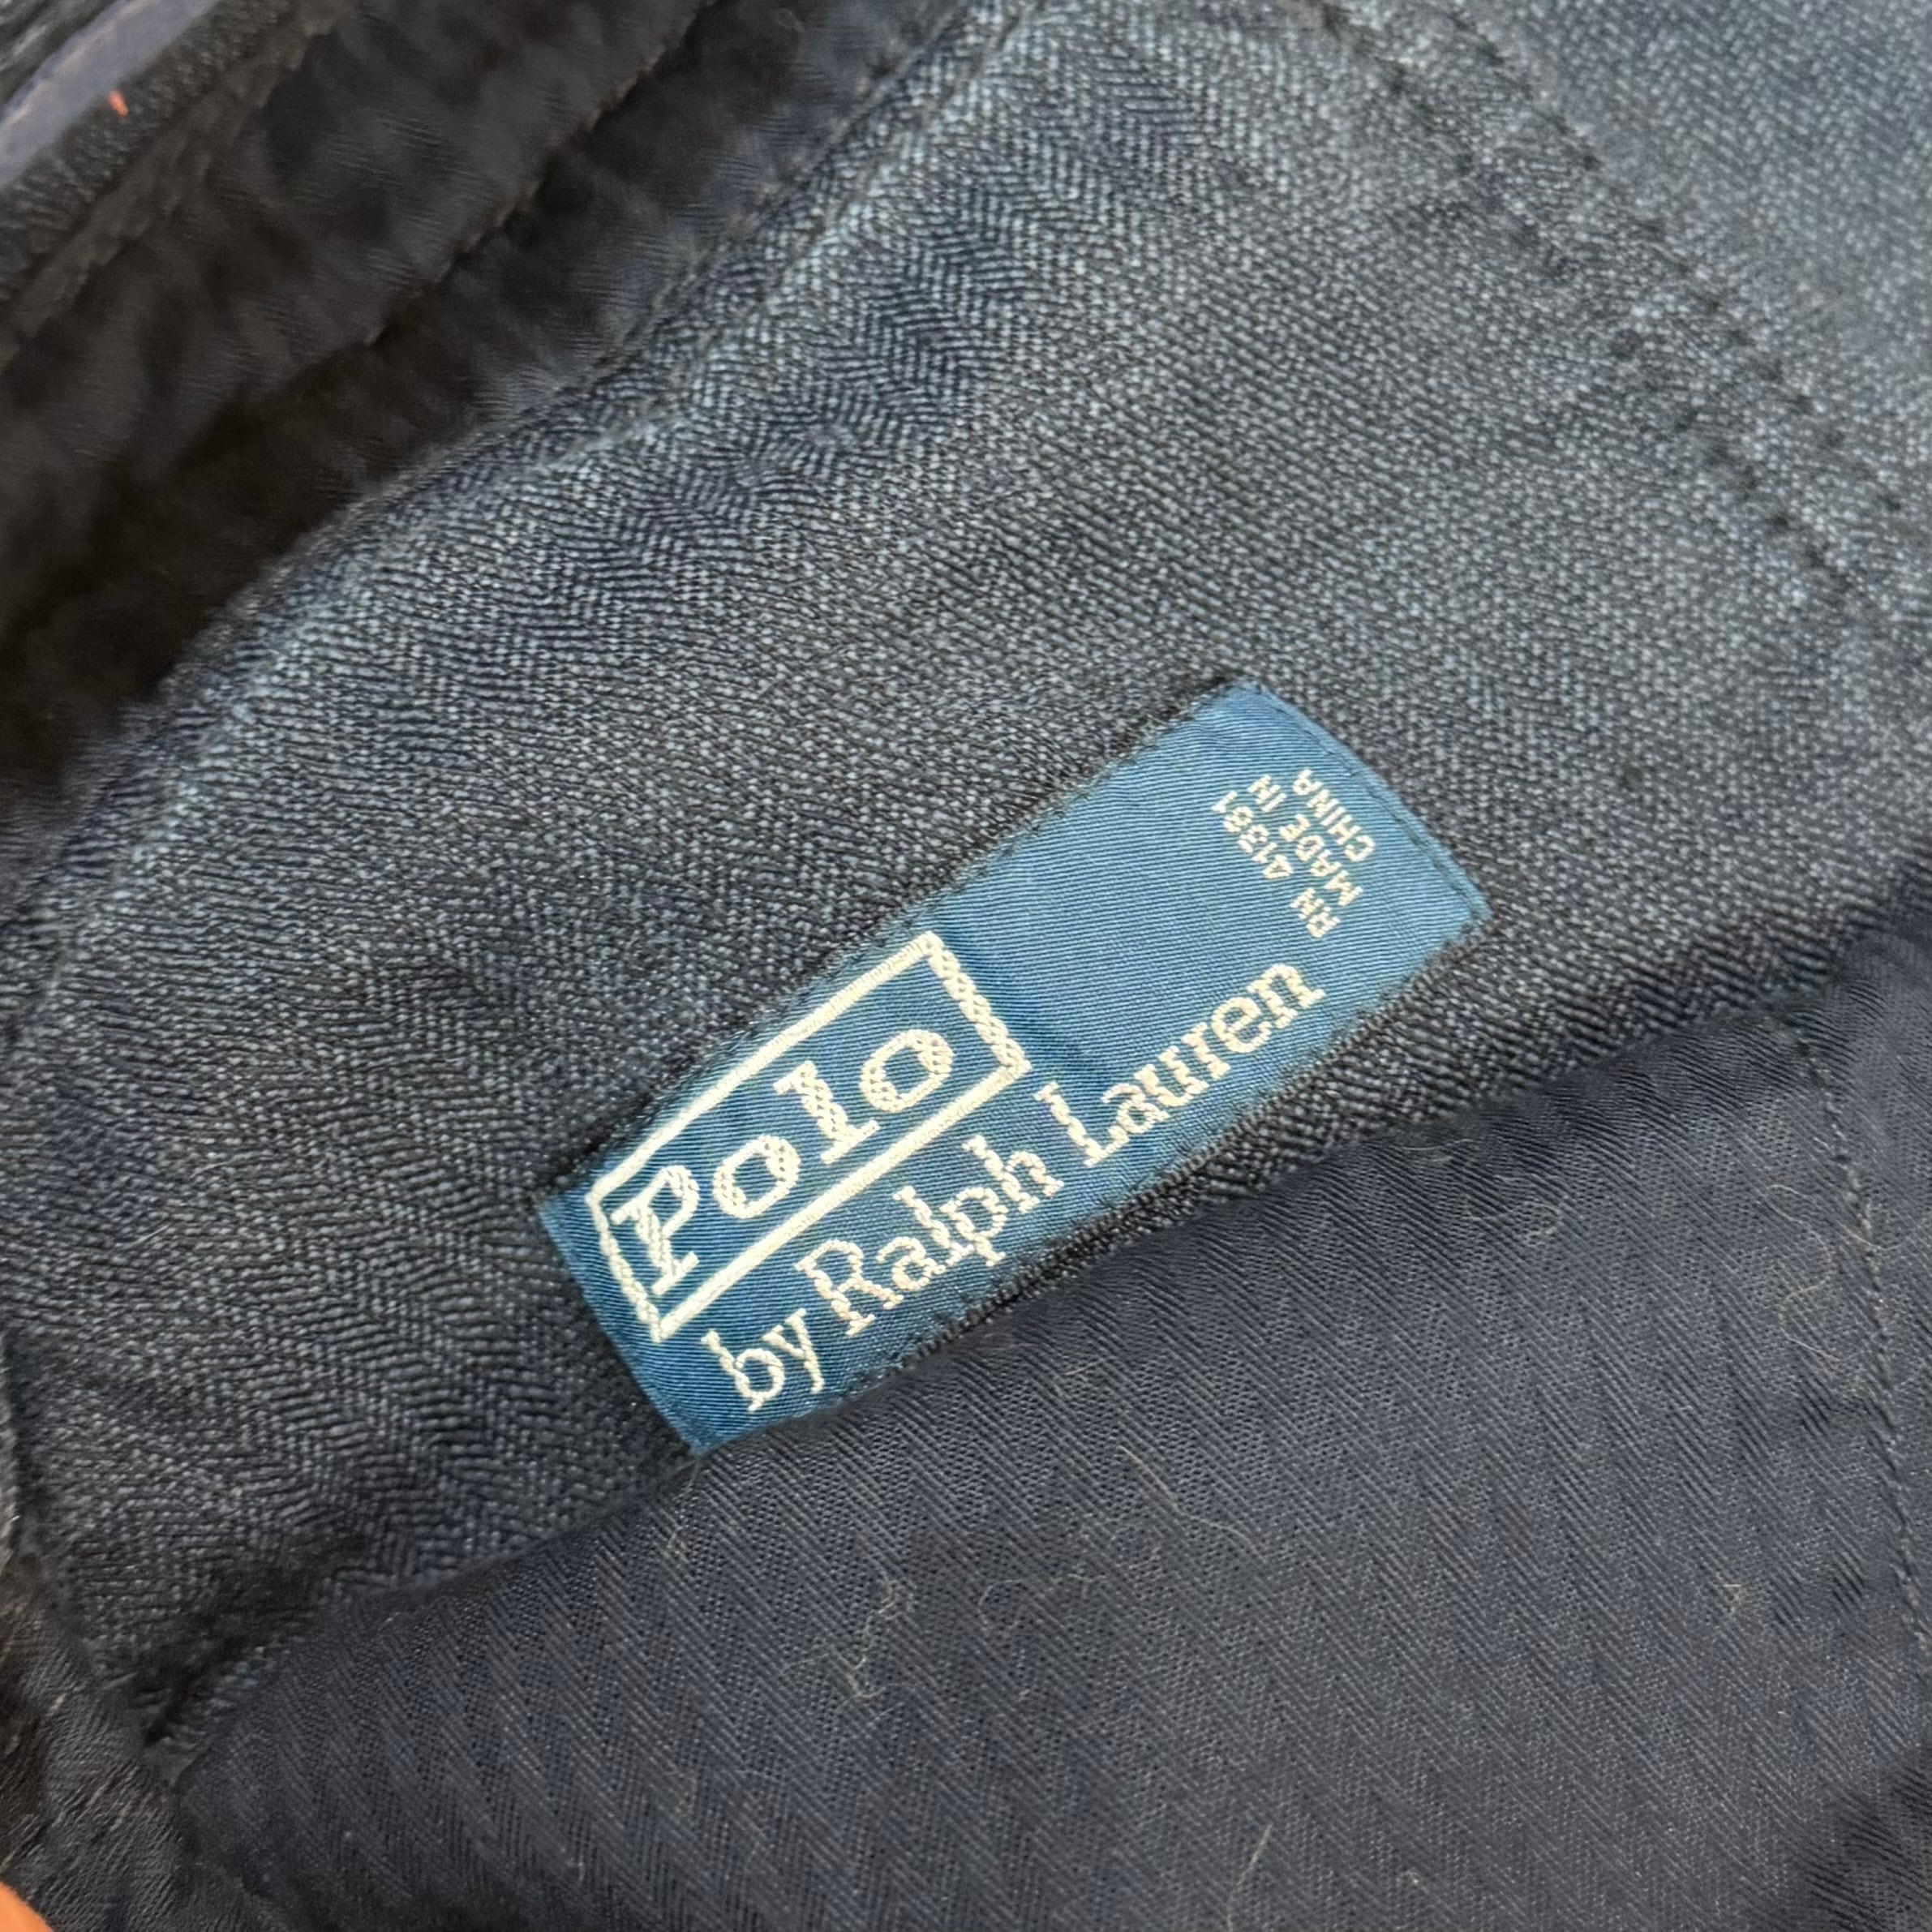 Polo
by Ralph Lauren
RN 41381
MADE IN
CHINA